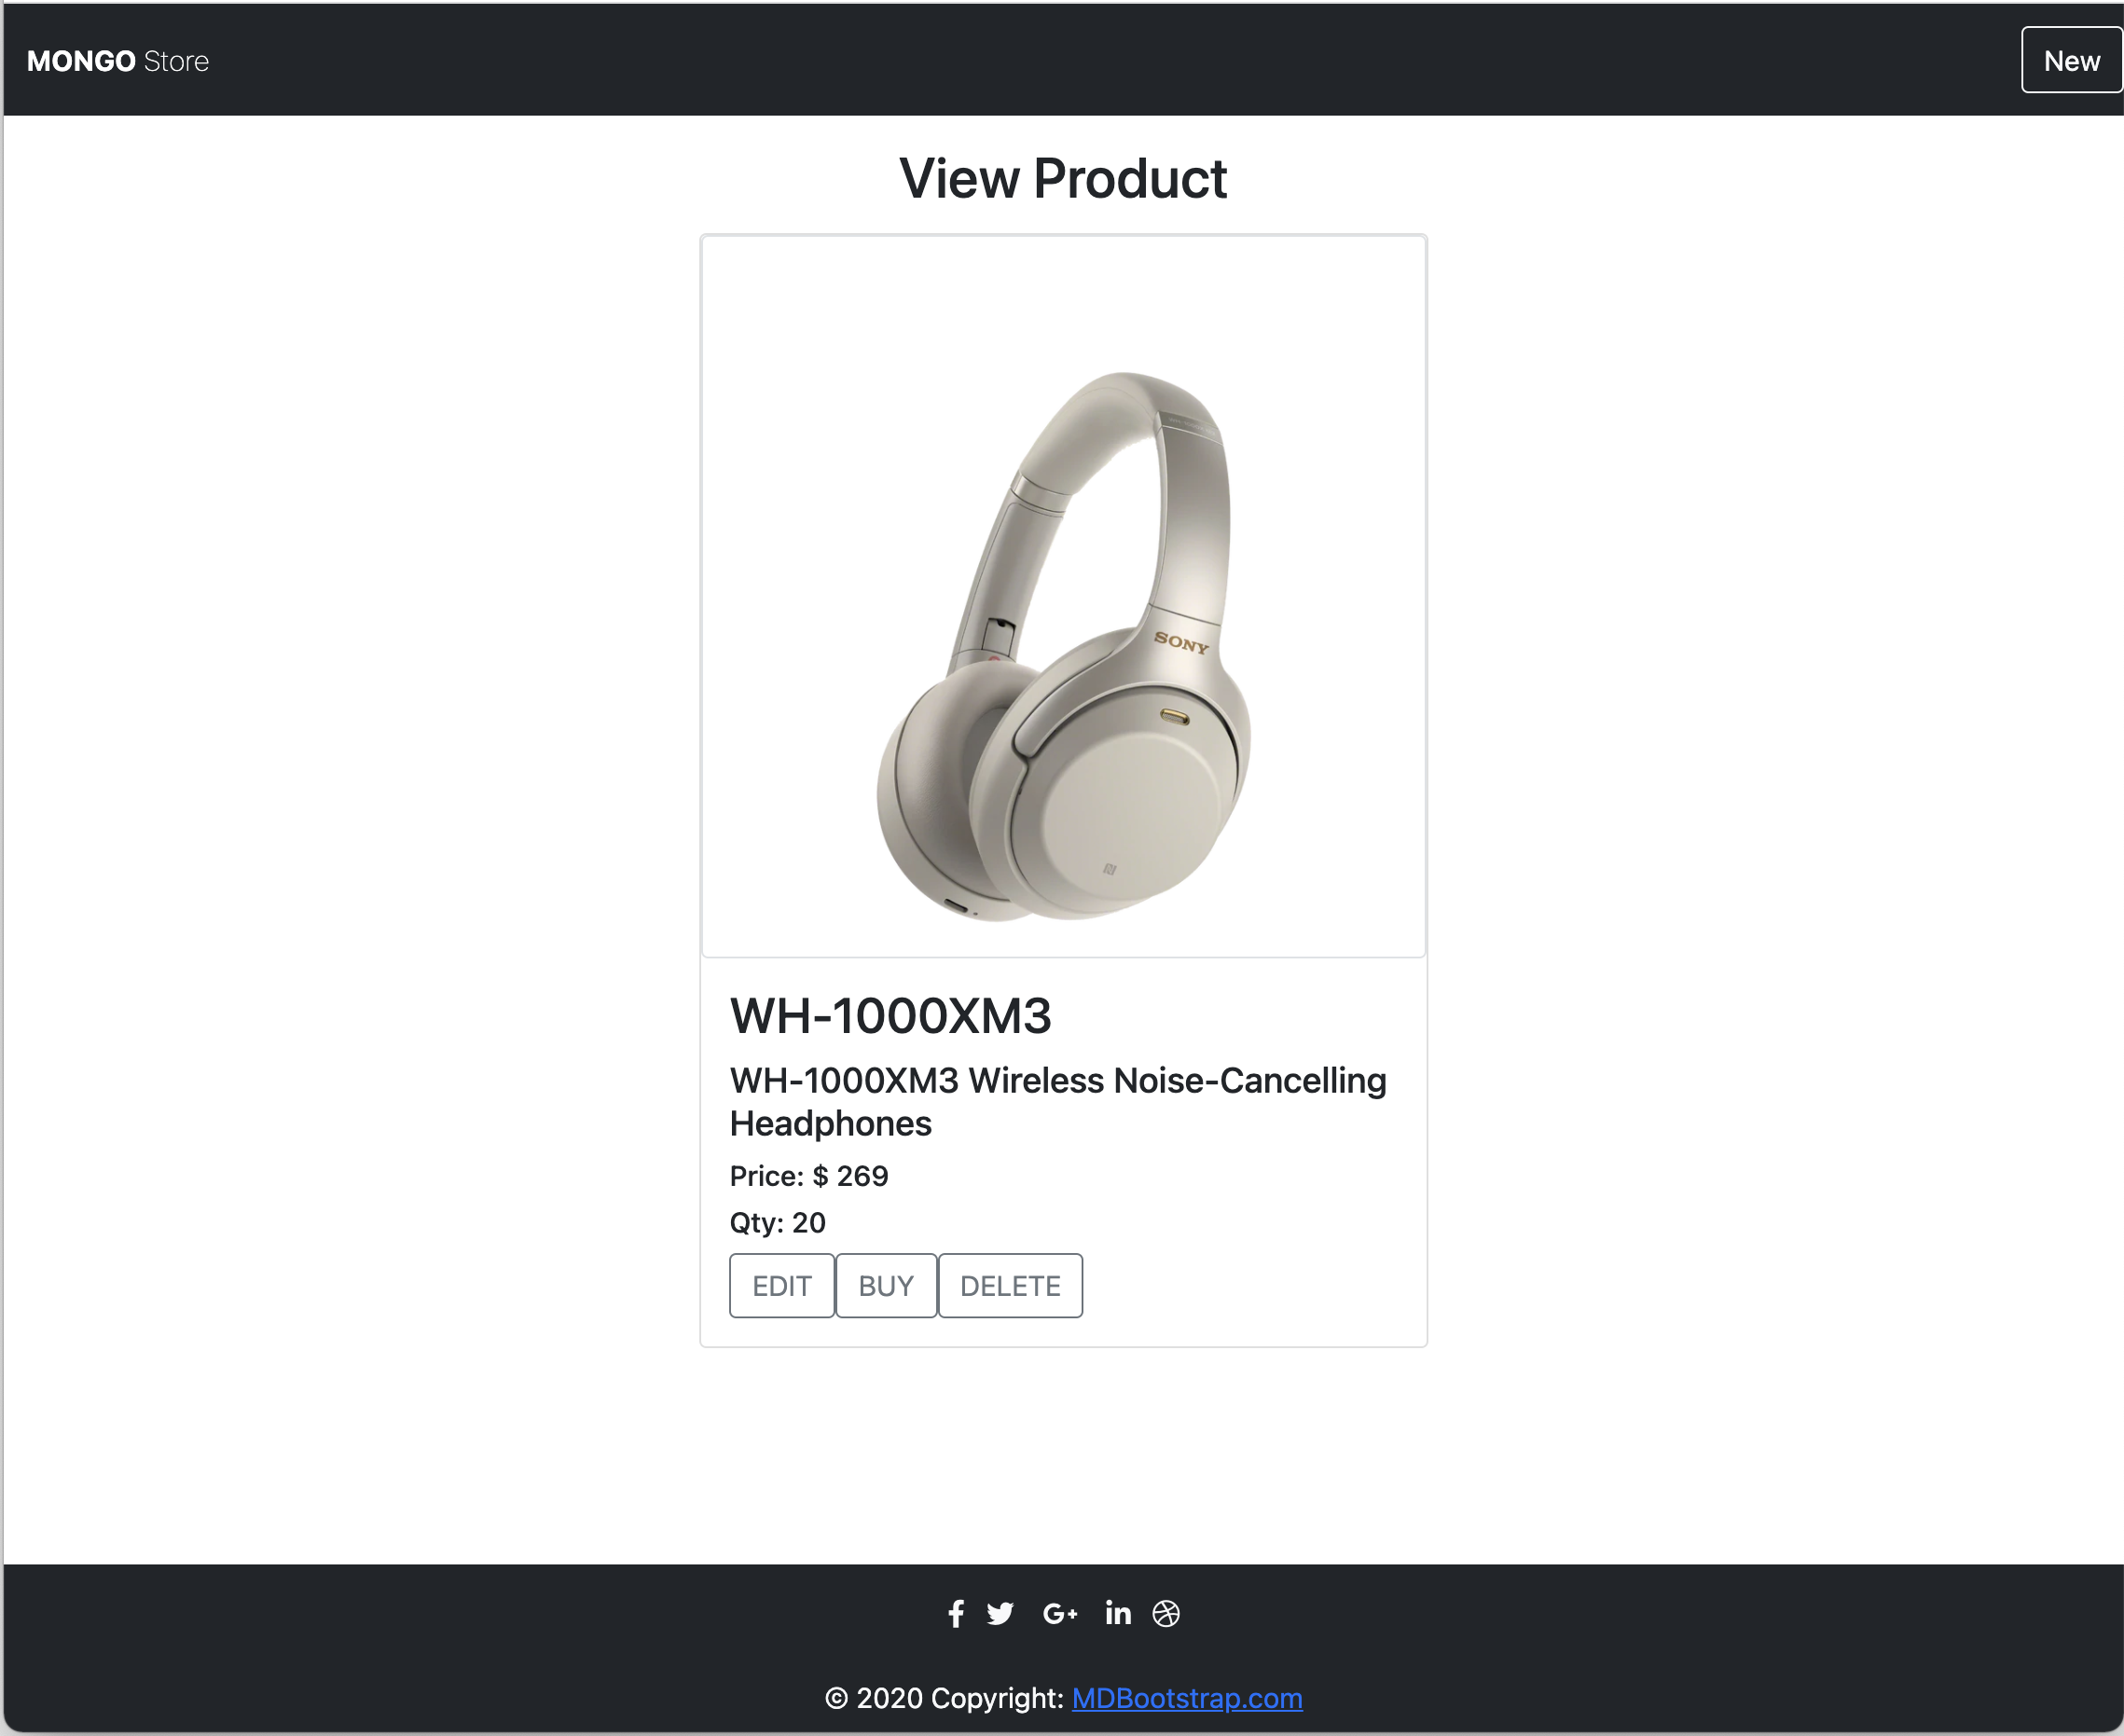 MONGO Store
New
View Product
SONY
WH-1000XM3
WH-1000XM3 Wireless Noise-Cancelling
Headphones
Price: $ 269
Qty: 20
EDIT
BUY
DELETE
© 2020 Copyright: MDBootstrap.com